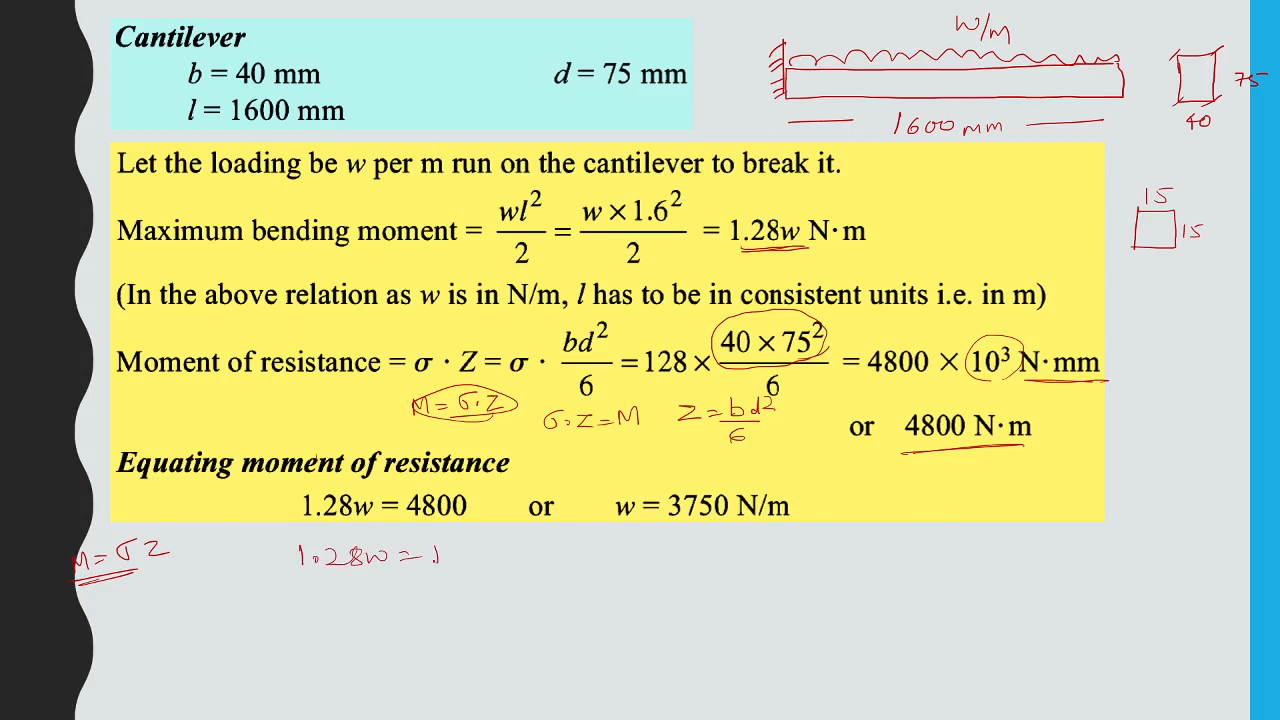 Cantilever
b = 40 mm d = 75 mm
l = 1600 mm
W/M
1600 mm
75
40
15
15
Let the loading be w per m run on the cantilever to break it.
Maximum bending moment = wl²/2 = w × 1.6²/2 = 1.28w N·m
(In the above relation as w is in N/m, l has to be in consistent units i.e. in m)
Moment of resistance = σ · Z = σ · bd²/6 = 128 × 40 × 75²/6 = 4800 × 10³ N·mm
M = σ.Z σ.Z = M Z = bd²/6
or 4800 N·m
Equating moment of resistance
1.28w = 4800 or w = 3750 N/m
M = σ Z 1.28w =